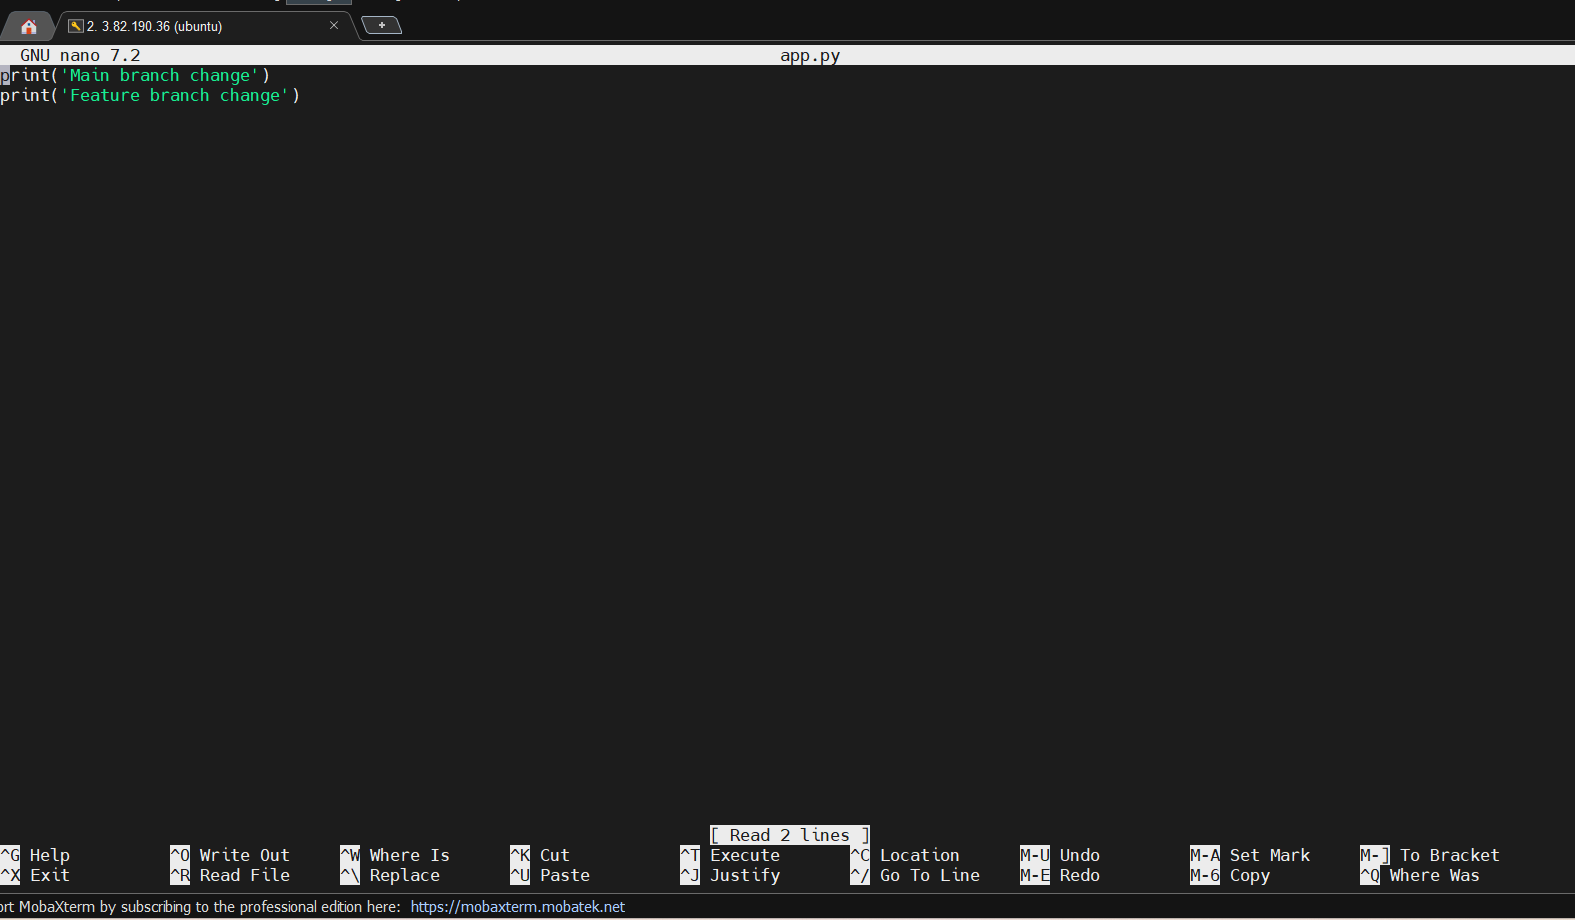 2. 3.82.190.36 (ubuntu)
GNU nano 7.2 app.py
print('Main branch change')
print('Feature branch change')
[ Read 2 lines ]
^G Help ^O Write Out ^W Where Is ^K Cut ^T Execute ^C Location M-U Undo M-A Set Mark M-] To Bracket
^X Exit ^R Read File ^\ Replace ^U Paste ^J Justify ^/ Go To Line M-E Redo M-6 Copy ^Q Where Was
ort MobaXterm by subscribing to the professional edition here: https://mobaxterm.mobatek.net